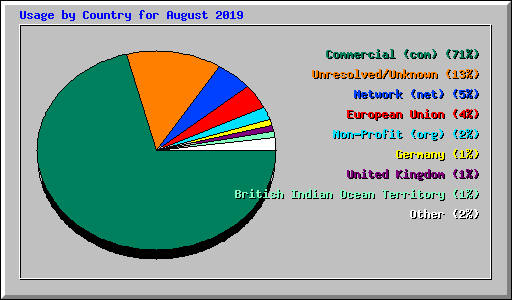 Usage by Country for August 2019
Commercial (com) (71%)
Unresolved/Unknown (13%)
Network (net) (5%)
European Union (4%)
Non-Profit (org) (2%)
Germany (1%)
United Kingdom (1%)
British Indian Ocean Territory (1%)
Other (2%)